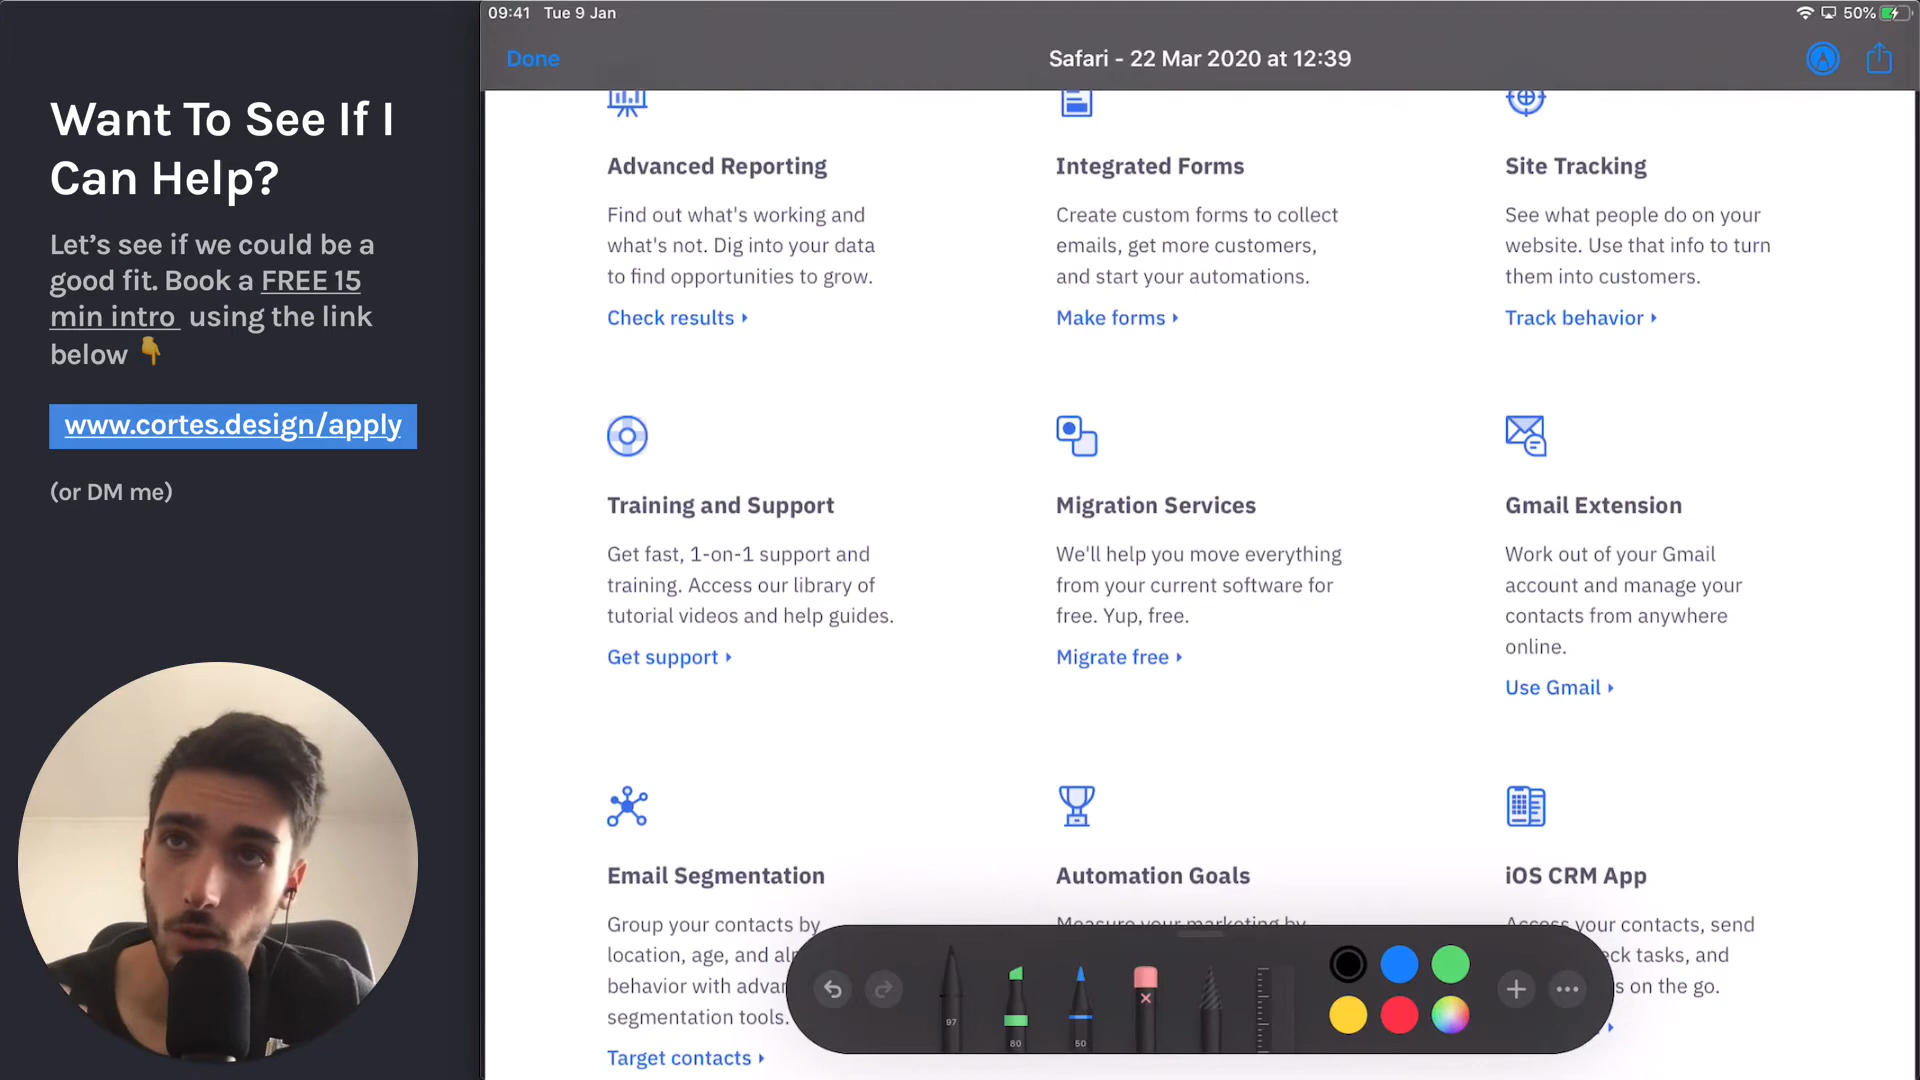 09:41 Tue 9 Jan
50%
Done
Safari - 22 Mar 2020 at 12:39
Want To See If I
Can Help?
Let’s see if we could be a
good fit. Book a FREE 15
min intro using the link
below 👇
www.cortes.design/apply
(or DM me)
Advanced Reporting
Find out what's working and
what's not. Dig into your data
to find opportunities to grow.
Check results
Integrated Forms
Create custom forms to collect
emails, get more customers,
and start your automations.
Make forms
Site Tracking
See what people do on your
website. Use that info to turn
them into customers.
Track behavior
Training and Support
Get fast, 1-on-1 support and
training. Access our library of
tutorial videos and help guides.
Get support
Migration Services
We'll help you move everything
from your current software for
free. Yup, free.
Migrate free
Gmail Extension
Work out of your Gmail
account and manage your
contacts from anywhere
online.
Use Gmail
Email Segmentation
Group your contacts by
location, age, and
behavior with
segmentation tools.
Target contacts
Automation Goals
Measure your marketing by
iOS CRM App
Access your contacts, send
tasks, and
on the go.
97
80
50